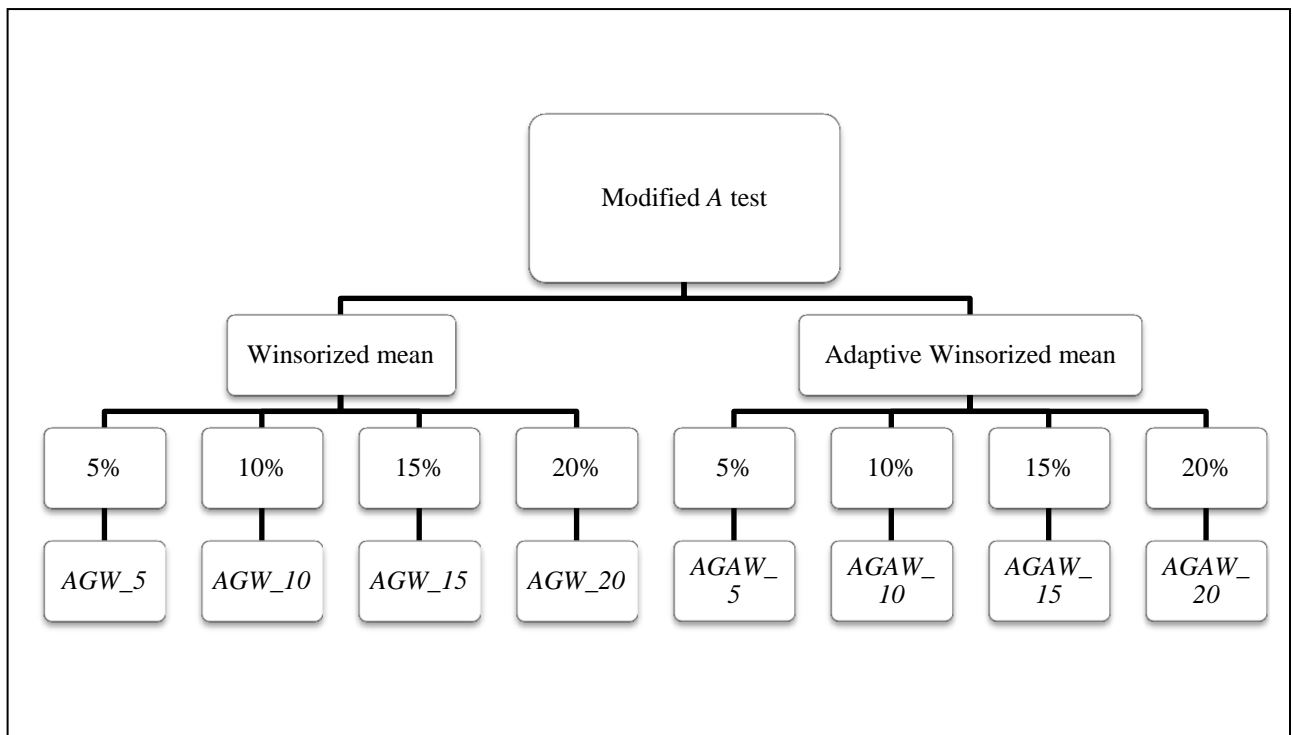 Modified A test
Winsorized mean
Adaptive Winsorized mean
5%
10%
15%
20%
5%
10%
15%
20%
AGW_5
AGW_10
AGW_15
AGW_20
AGAW_
5
AGAW_
10
AGAW_
15
AGAW_
20